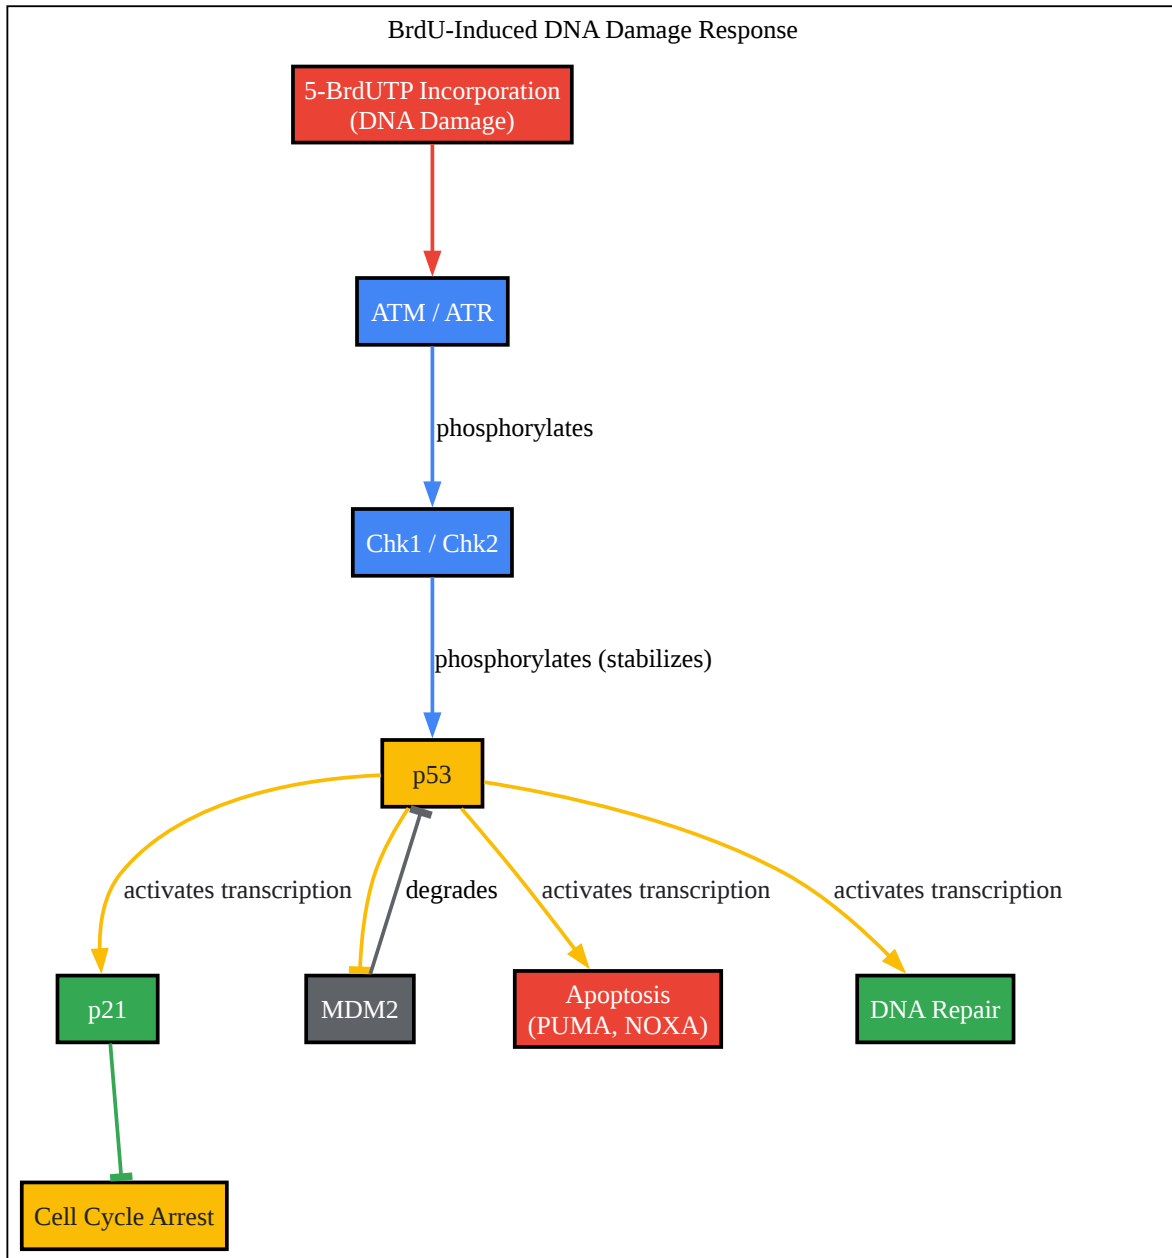 BrdU-Induced DNA Damage Response
5-BrdUTP Incorporation
(DNA Damage)
ATM / ATR
phosphorylates
Chk1 / Chk2
phosphorylates (stabilizes)
p53
activates transcription
degrades
activates transcription
activates transcription
p21
MDM2
Apoptosis
(PUMA, NOXA)
DNA Repair
Cell Cycle Arrest